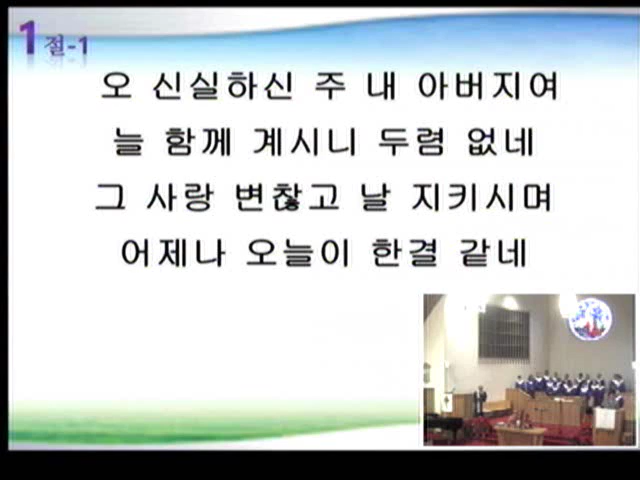 1절-1
오 신실하신 주 내 아버지여
늘 함께 계시니 두렴 없네
그 사랑 변찮고 날 지키시며
어제나 오늘이 한결 같네